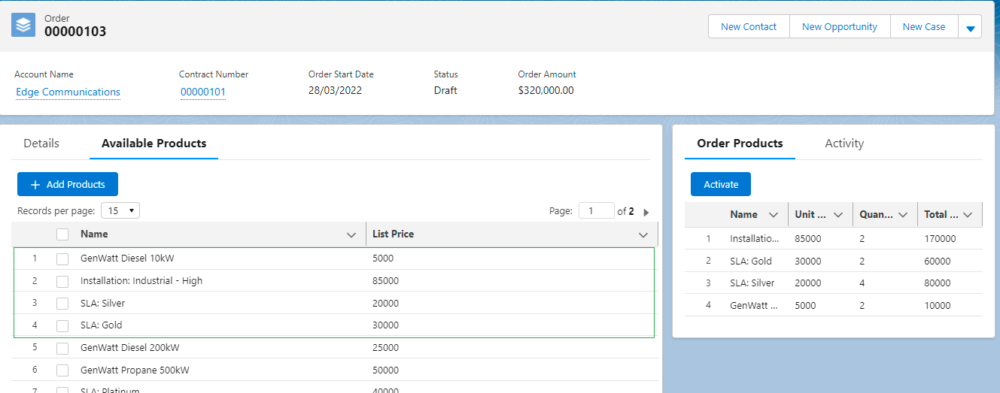 Order
00000103
New Contact New Opportunity New Case
Account Name Contract Number Order Start Date Status Order Amount
Edge Communications 00000101 28/03/2022 Draft $320,000.00
Details Available Products
+ Add Products
Records per page: 15 Page: 1 of 2
Name List Price
1 GenWatt Diesel 10kW 5000
2 Installation: Industrial - High 85000
3 SLA: Silver 20000
4 SLA: Gold 30000
5 GenWatt Diesel 200kW 25000
6 GenWatt Propane 500kW 50000
7 SLA: Platinum 40000
Order Products Activity
Activate
Name Unit ... Quan... Total ...
1 Installatio... 85000 2 170000
2 SLA: Gold 30000 2 60000
3 SLA: Silver 20000 4 80000
4 GenWatt ... 5000 2 10000